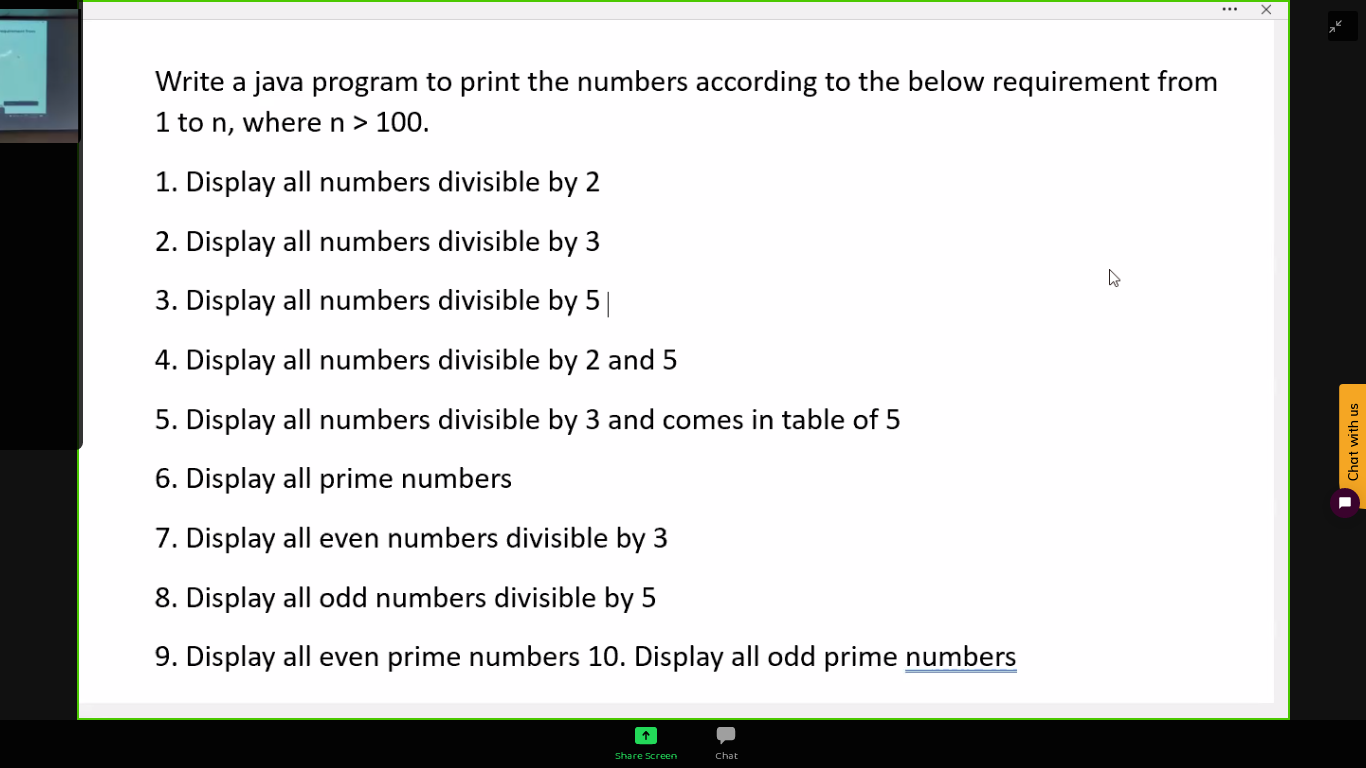 Write a java program to print the numbers according to the below requirement from
1 to n, where n > 100.
1. Display all numbers divisible by 2
2. Display all numbers divisible by 3
3. Display all numbers divisible by 5
4. Display all numbers divisible by 2 and 5
5. Display all numbers divisible by 3 and comes in table of 5
6. Display all prime numbers
7. Display all even numbers divisible by 3
8. Display all odd numbers divisible by 5
9. Display all even prime numbers 10. Display all odd prime numbers
Chat with us
Share Screen
Chat